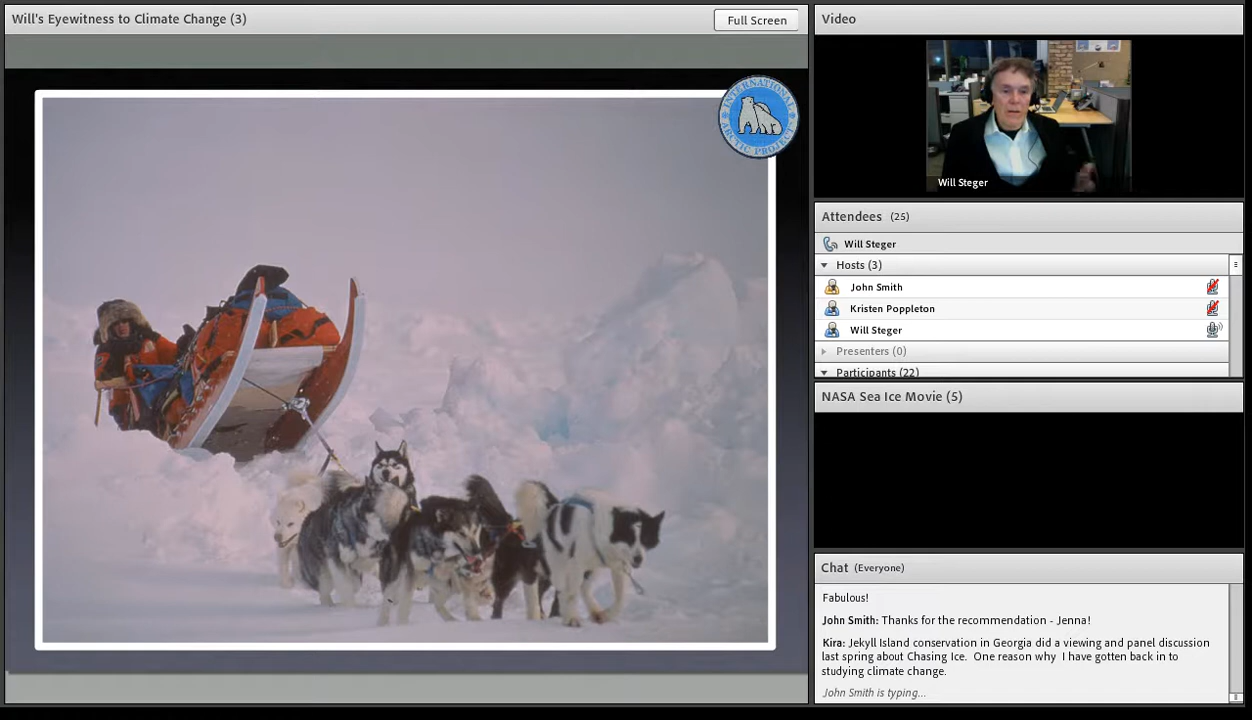 Will's Eyewitness to Climate Change (3)
Full Screen
INTERNATIONAL
ARCTIC PROJECT
Video
Will Steger
Attendees (25)
Will Steger
Hosts (3)
John Smith
Kristen Poppleton
Will Steger
Presenters (0)
Participants (22)
NASA Sea Ice Movie (5)
Chat (Everyone)
Fabulous!
John Smith: Thanks for the recommendation - Jenna!
Kira: Jekyll Island conservation in Georgia did a viewing and panel discussion
last spring about Chasing Ice. One reason why I have gotten back in to
studying climate change.
John Smith is typing...